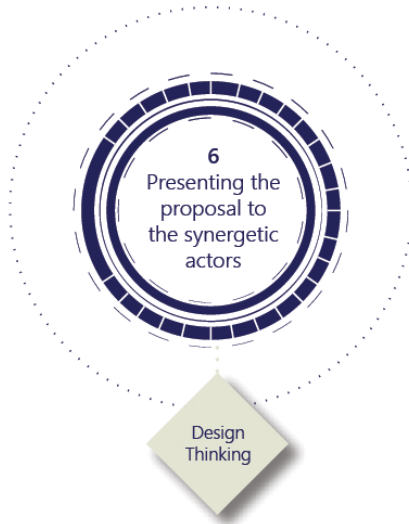 6
Presenting the
proposal to
the synergetic
actors
Design
Thinking